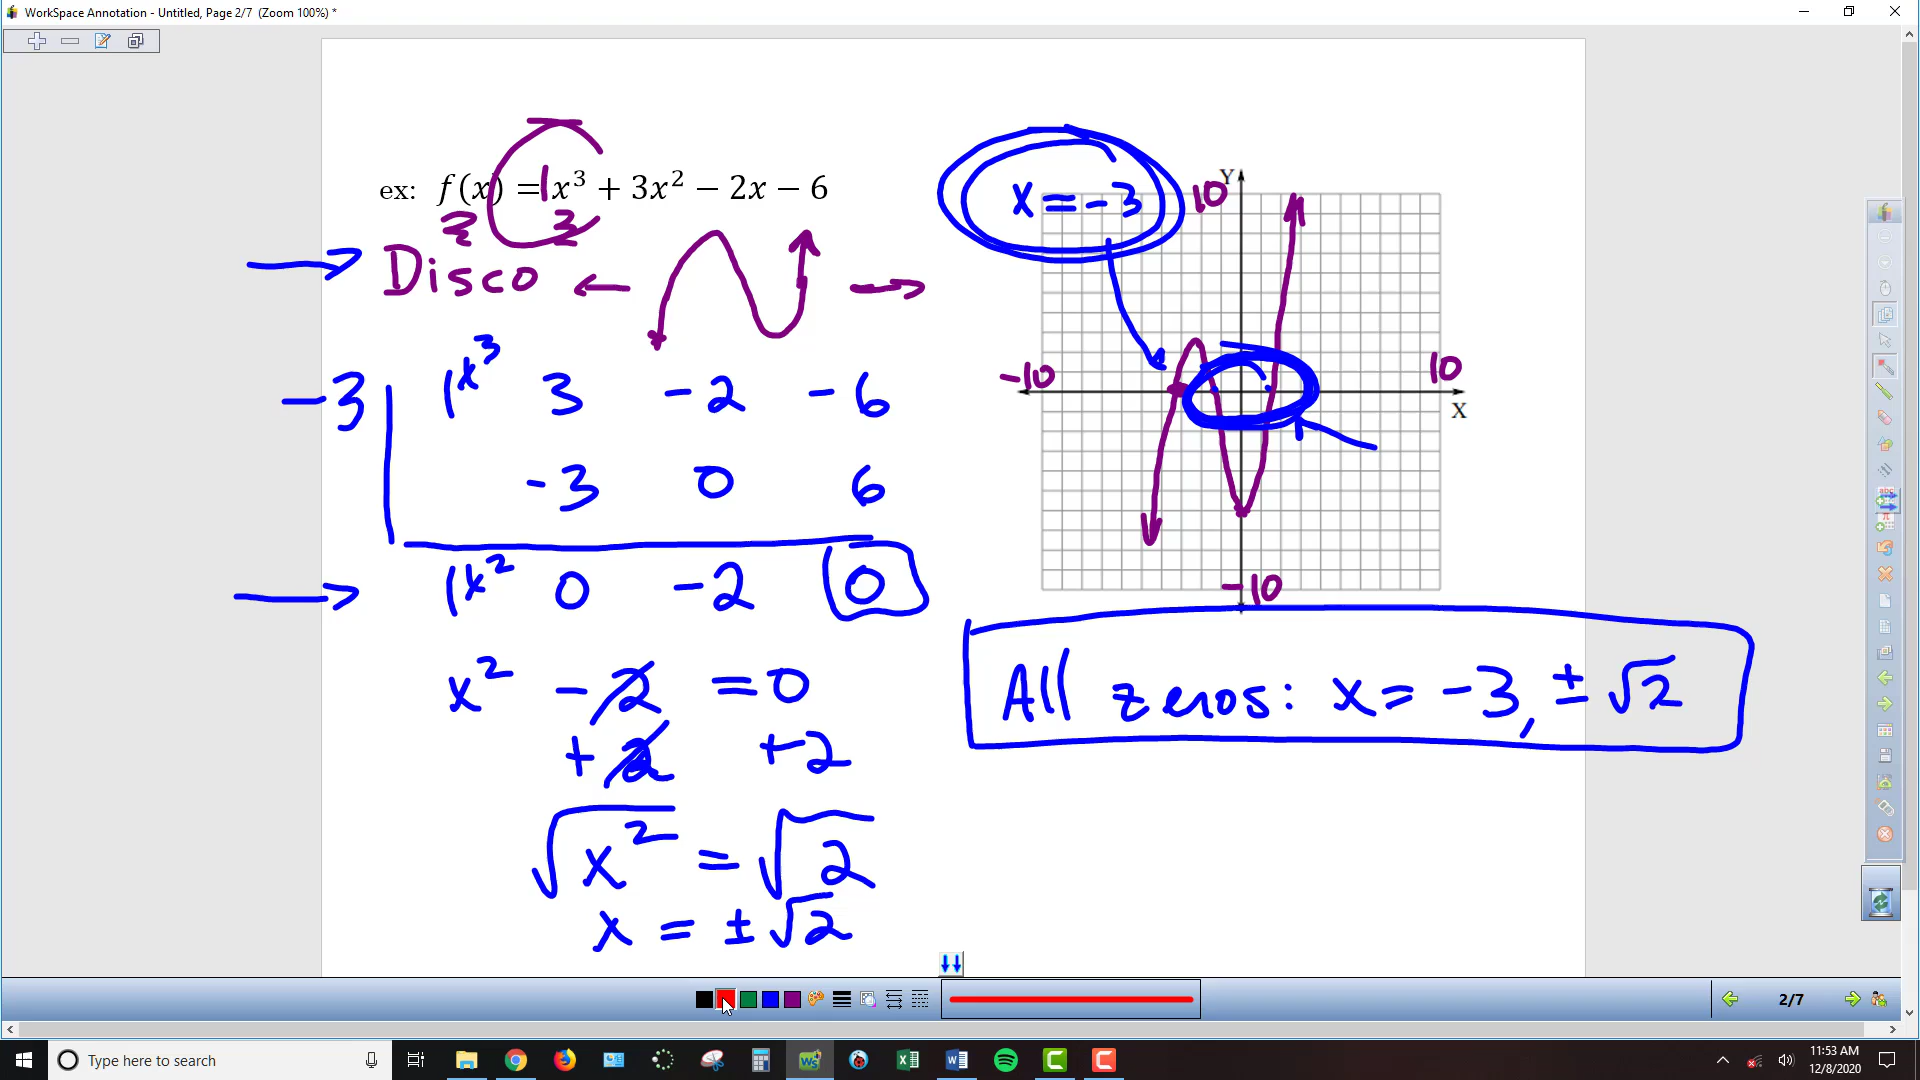 WorkSpace Annotation - Untitled, Page 2/7 (Zoom 100%) *
ex: f(x) = 1x³ + 3x² − 2x − 6
Disco
x = -3
Y
10
-10
10
X
-10
-3 1x³ 3 -2 -6
-3 0 6
1x² 0 -2 0
x² - 2 = 0
+ 2 +2
√x² = √2
x = ±√2
All zeros: x = -3, ±√2
2/7
Type here to search
11:53 AM
12/8/2020